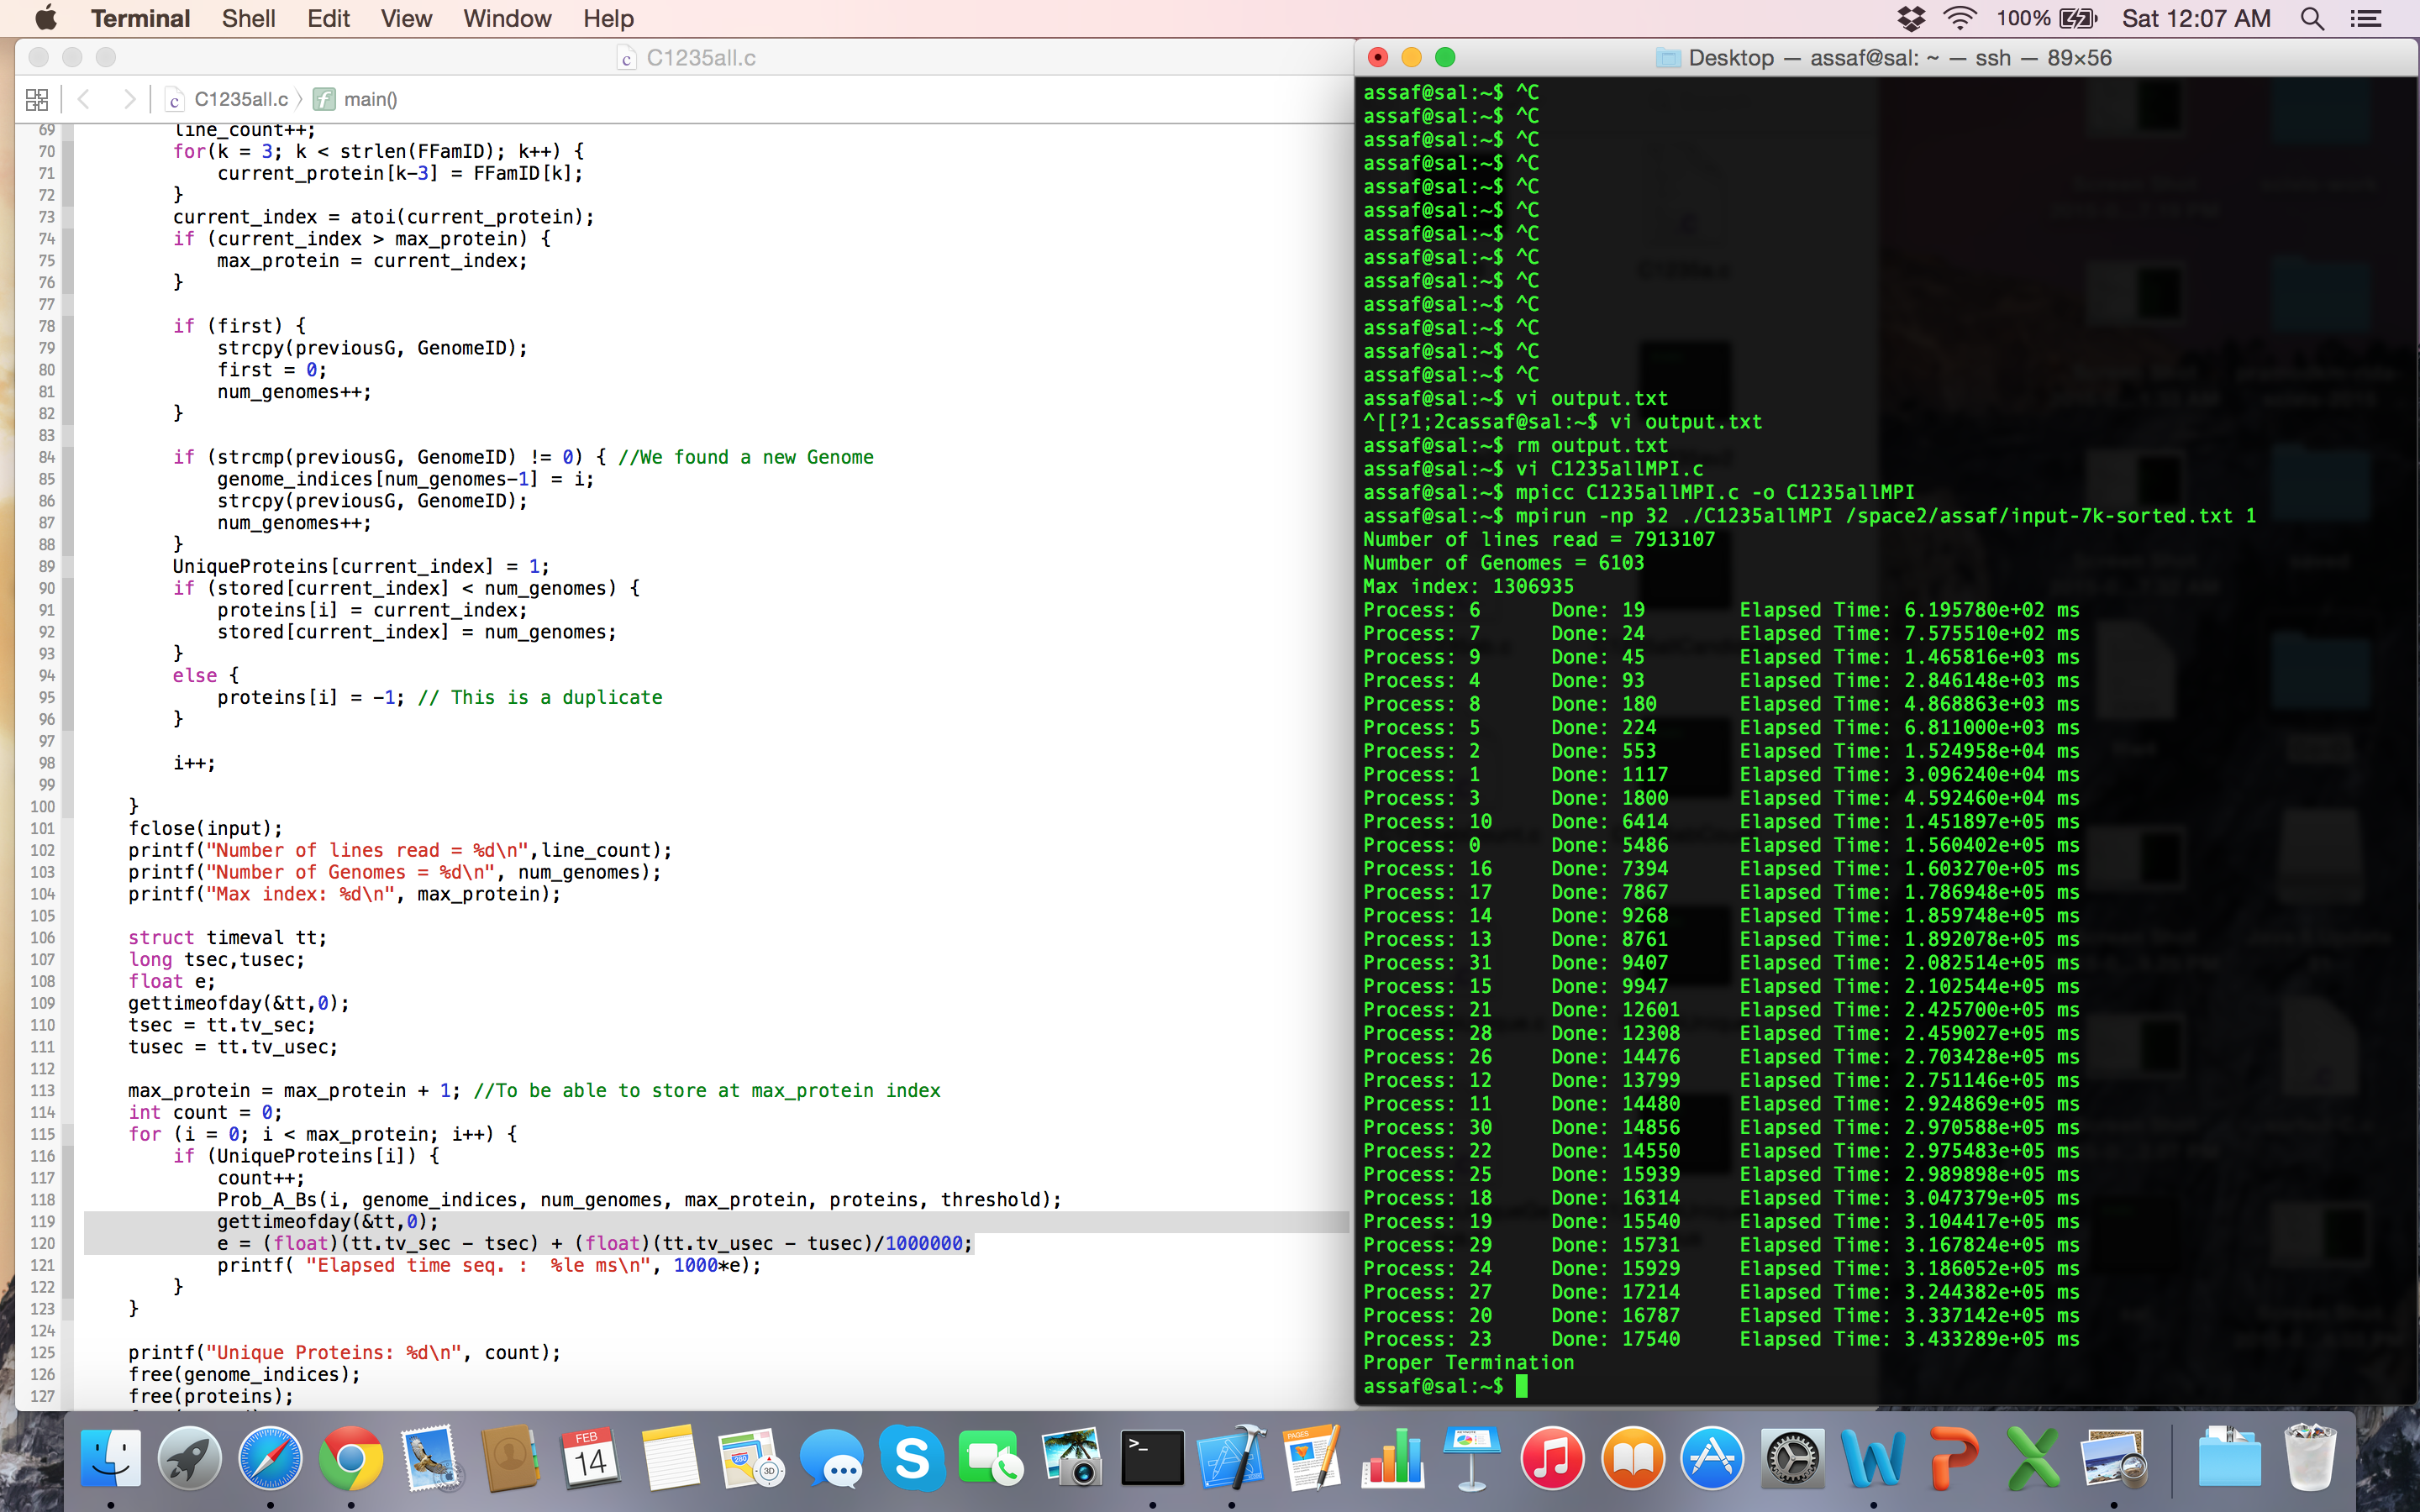 Terminal Shell Edit View Window Help 100% Sat 12:07 AM
C1235all.c
C1235all.c main()
69 line_count++;
70 for(k = 3; k < strlen(FFamID); k++) {
71 current_protein[k-3] = FFamID[k];
72 }
73 current_index = atoi(current_protein);
74 if (current_index > max_protein) {
75 max_protein = current_index;
76 }
77
78 if (first) {
79 strcpy(previousG, GenomeID);
80 first = 0;
81 num_genomes++;
82 }
83
84 if (strcmp(previousG, GenomeID) != 0) { //We found a new Genome
85 genome_indices[num_genomes-1] = i;
86 strcpy(previousG, GenomeID);
87 num_genomes++;
88 }
89 UniqueProteins[current_index] = 1;
90 if (stored[current_index] < num_genomes) {
91 proteins[i] = current_index;
92 stored[current_index] = num_genomes;
93 }
94 else {
95 proteins[i] = -1; // This is a duplicate
96 }
97
98 i++;
99
100 }
101 fclose(input);
102 printf("Number of lines read = %d\n",line_count);
103 printf("Number of Genomes = %d\n", num_genomes);
104 printf("Max index: %d\n", max_protein);
105
106 struct timeval tt;
107 long tsec,tusec;
108 float e;
109 gettimeofday(&tt,0);
110 tsec = tt.tv_sec;
111 tusec = tt.tv_usec;
112
113 max_protein = max_protein + 1; //To be able to store at max_protein index
114 int count = 0;
115 for (i = 0; i < max_protein; i++) {
116 if (UniqueProteins[i]) {
117 count++;
118 Prob_A_Bs(i, genome_indices, num_genomes, max_protein, proteins, threshold);
119 gettimeofday(&tt,0);
120 e = (float)(tt.tv_sec - tsec) + (float)(tt.tv_usec - tusec)/1000000;
121 printf( "Elapsed time seq. :  %le ms\n", 1000*e);
122 }
123 }
124
125 printf("Unique Proteins: %d\n", count);
126 free(genome_indices);
127 free(proteins);
Desktop — assaf@sal: ~ — ssh — 89×56
assaf@sal:~$ ^C
assaf@sal:~$ ^C
assaf@sal:~$ ^C
assaf@sal:~$ ^C
assaf@sal:~$ ^C
assaf@sal:~$ ^C
assaf@sal:~$ ^C
assaf@sal:~$ ^C
assaf@sal:~$ ^C
assaf@sal:~$ ^C
assaf@sal:~$ ^C
assaf@sal:~$ ^C
assaf@sal:~$ ^C
assaf@sal:~$ vi output.txt
^[[?1;2cassaf@sal:~$ vi output.txt
assaf@sal:~$ rm output.txt
assaf@sal:~$ vi C1235allMPI.c
assaf@sal:~$ mpicc C1235allMPI.c -o C1235allMPI
assaf@sal:~$ mpirun -np 32 ./C1235allMPI /space2/assaf/input-7k-sorted.txt 1
Number of lines read = 7913107
Number of Genomes = 6103
Max index: 1306935
Process: 6 Done: 19 Elapsed Time: 6.195780e+02 ms
Process: 7 Done: 24 Elapsed Time: 7.575510e+02 ms
Process: 9 Done: 45 Elapsed Time: 1.465816e+03 ms
Process: 4 Done: 93 Elapsed Time: 2.846148e+03 ms
Process: 8 Done: 180 Elapsed Time: 4.868863e+03 ms
Process: 5 Done: 224 Elapsed Time: 6.811000e+03 ms
Process: 2 Done: 553 Elapsed Time: 1.524958e+04 ms
Process: 1 Done: 1117 Elapsed Time: 3.096240e+04 ms
Process: 3 Done: 1800 Elapsed Time: 4.592460e+04 ms
Process: 10 Done: 6414 Elapsed Time: 1.451897e+05 ms
Process: 0 Done: 5486 Elapsed Time: 1.560402e+05 ms
Process: 16 Done: 7394 Elapsed Time: 1.603270e+05 ms
Process: 17 Done: 7867 Elapsed Time: 1.786948e+05 ms
Process: 14 Done: 9268 Elapsed Time: 1.859748e+05 ms
Process: 13 Done: 8761 Elapsed Time: 1.892078e+05 ms
Process: 31 Done: 9407 Elapsed Time: 2.082514e+05 ms
Process: 15 Done: 9947 Elapsed Time: 2.102544e+05 ms
Process: 21 Done: 12601 Elapsed Time: 2.425700e+05 ms
Process: 28 Done: 12308 Elapsed Time: 2.459027e+05 ms
Process: 26 Done: 14476 Elapsed Time: 2.703428e+05 ms
Process: 12 Done: 13799 Elapsed Time: 2.751146e+05 ms
Process: 11 Done: 14480 Elapsed Time: 2.924869e+05 ms
Process: 30 Done: 14856 Elapsed Time: 2.970588e+05 ms
Process: 22 Done: 14550 Elapsed Time: 2.975483e+05 ms
Process: 25 Done: 15939 Elapsed Time: 2.989898e+05 ms
Process: 18 Done: 16314 Elapsed Time: 3.047379e+05 ms
Process: 19 Done: 15540 Elapsed Time: 3.104417e+05 ms
Process: 29 Done: 15731 Elapsed Time: 3.167824e+05 ms
Process: 24 Done: 15929 Elapsed Time: 3.186052e+05 ms
Process: 27 Done: 17214 Elapsed Time: 3.244382e+05 ms
Process: 20 Done: 16787 Elapsed Time: 3.337142e+05 ms
Process: 23 Done: 17540 Elapsed Time: 3.433289e+05 ms
Proper Termination
assaf@sal:~$
FEB
14
280
3D
PAGES